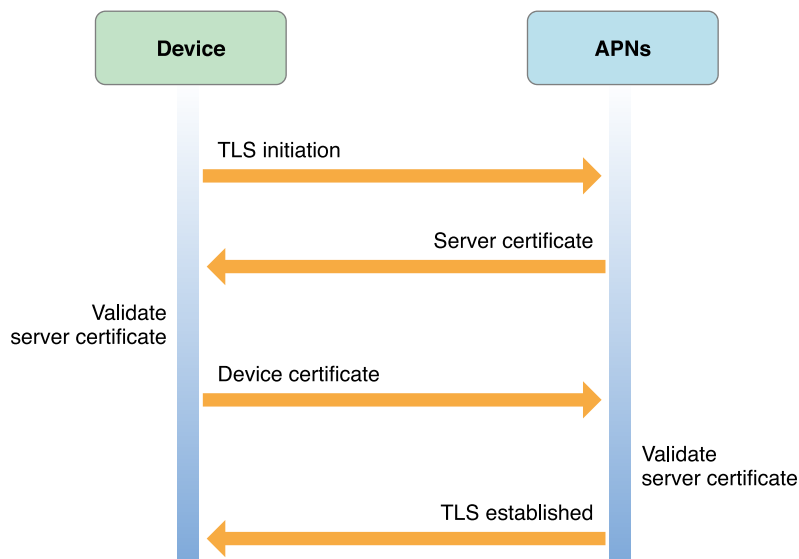 Device
APNs
TLS initiation
Server certificate
Validate
server certificate
Device certificate
Validate
server certificate
TLS established